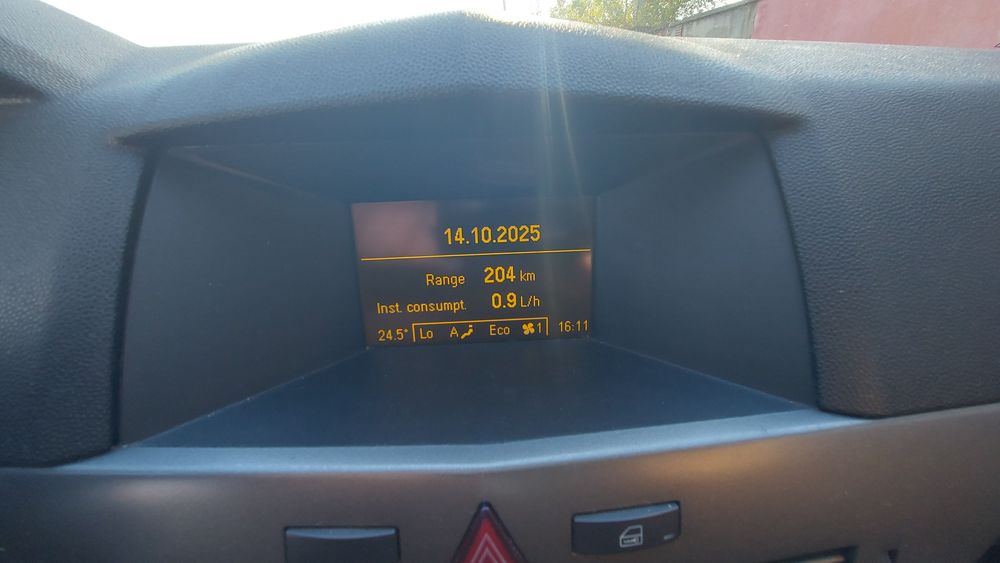 14.10.2025
Range 204 km
Inst. consumpt. 0.9 L/h
24.5° Lo A Eco 1 16:11